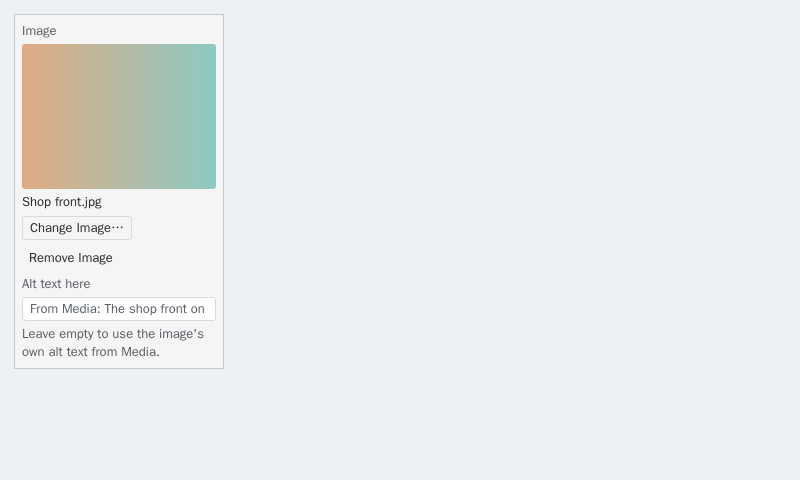 Image
Shop front.jpg
Change Image⋯
Remove Image
Alt text here
From Media: The shop front on
Leave empty to use the image's
own alt text from Media.